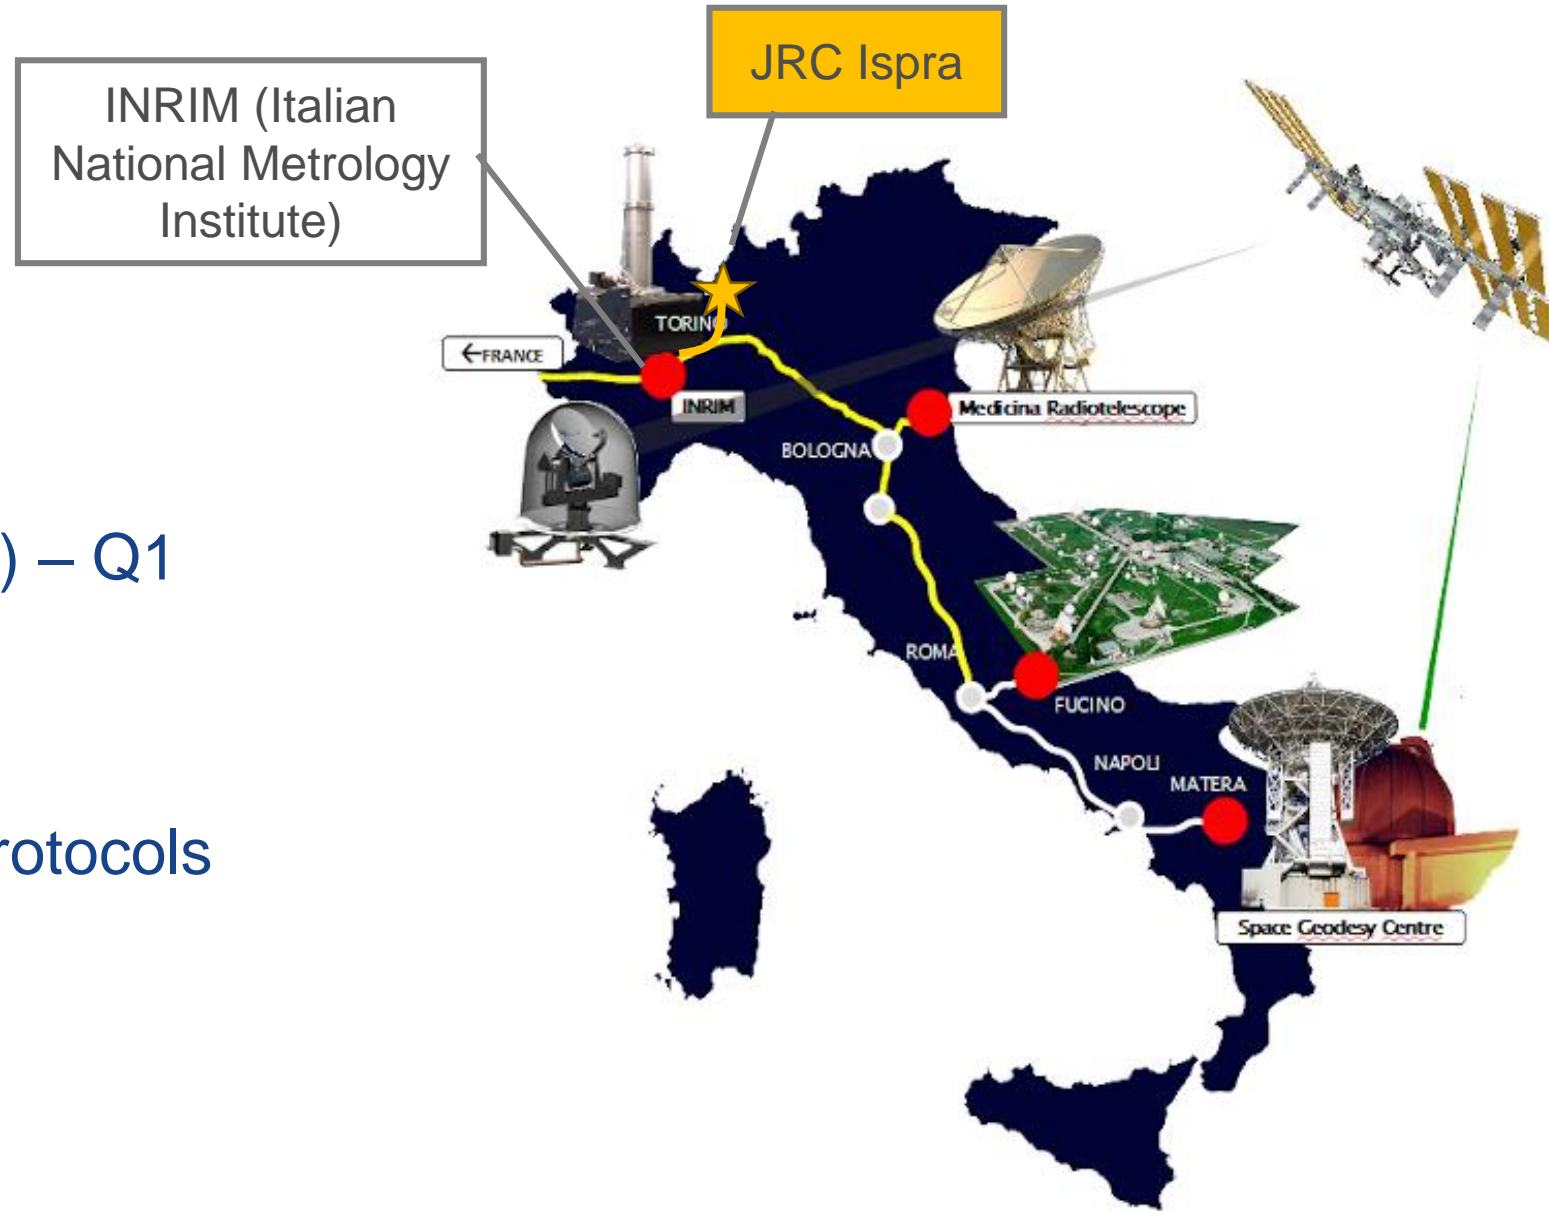 JRC Ispra
INRIM (Italian
National Metrology
Institute)
TORINO
←FRANCE
INRIM
Medicina Radiotelescope
BOLOGNA
) – Q1
ROMA
FUCINO
NAPOLI
MATERA
rotocols
Space Geodesy Centre